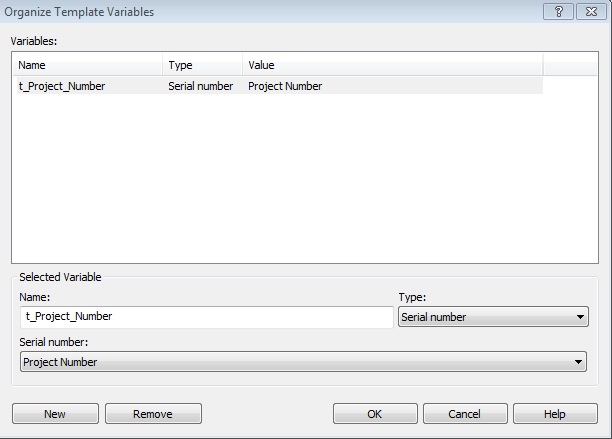 Organize Template Variables
Variables:
Name Type Value
t_Project_Number Serial number Project Number
Selected Variable
Name: Type:
t_Project_Number Serial number
Serial number:
Project Number
New Remove OK Cancel Help